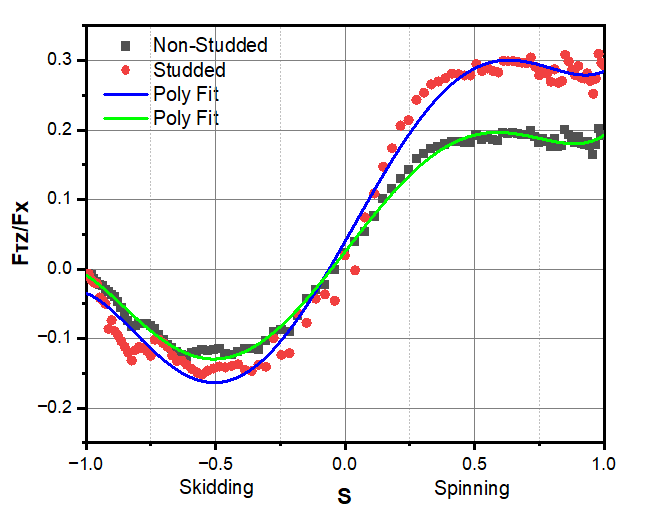 Non-Studded
Studded
Poly Fit
Poly Fit
0.3
0.2
0.1
0.0
−0.1
−0.2
FTZ/FX
−1.0 −0.5 0.0 0.5 1.0
Skidding S Spinning